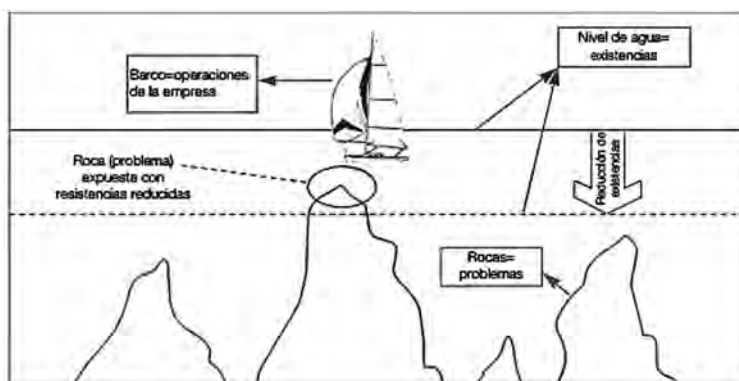 Barco=operaciones
de la empresa
Nivel de agua=
existencias
Roca (problema)
expuesta con
resistencias reducidas
Reducción de
existencias
Rocas=
problemas